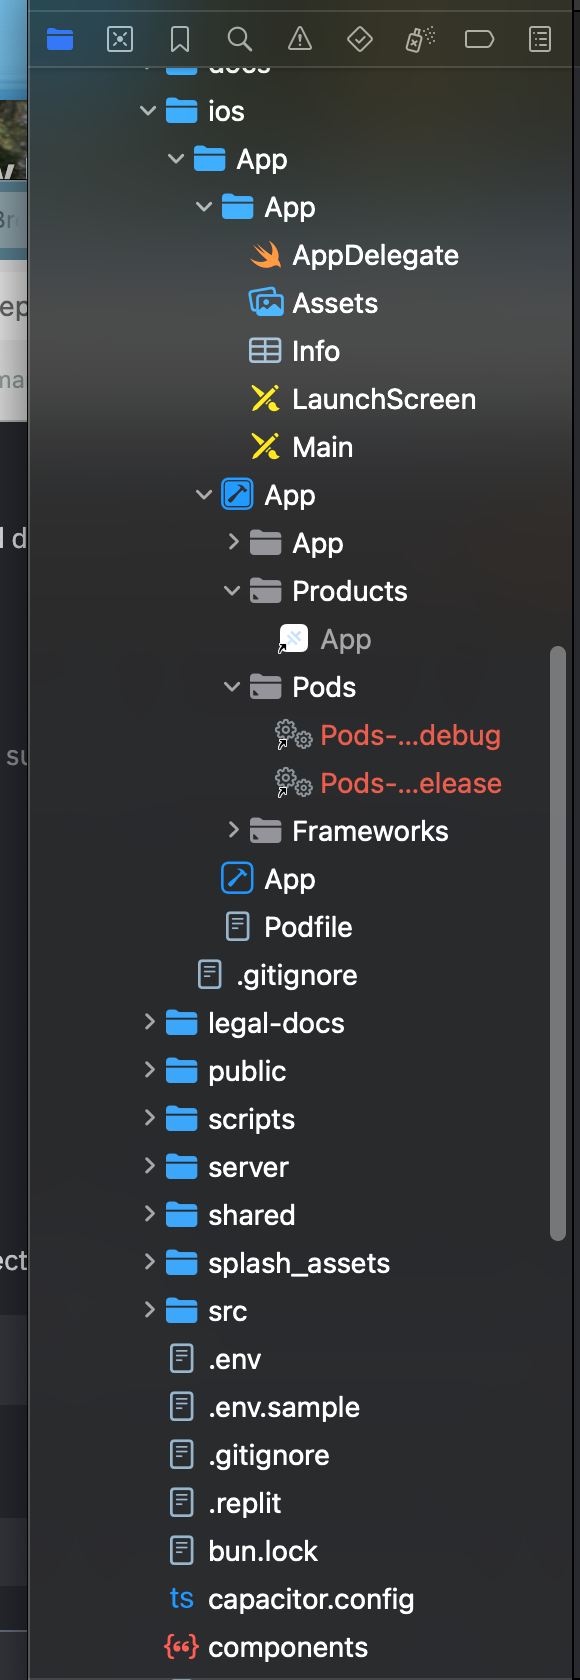 docs
ios
App
App
AppDelegate
Assets
Info
LaunchScreen
Main
App
App
Products
App
Pods
Pods-...debug
Pods-...elease
Frameworks
App
Podfile
.gitignore
legal-docs
public
scripts
server
shared
splash_assets
src
.env
.env.sample
.gitignore
.replit
bun.lock
ts capacitor.config
components